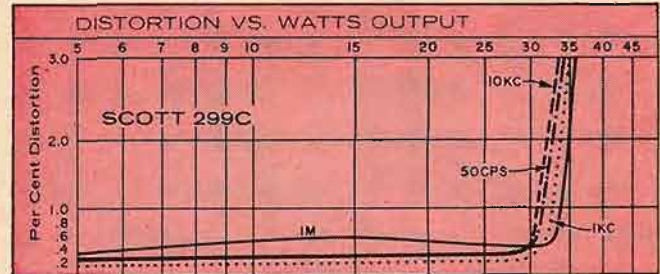 DISTORTION VS. WATTS OUTPUT
5 6 7 8 9 10 15 20 25 30 35 40 45
Per Cent Distortion
3.0
2.0
1.0
.8
.6
.4
.2
SCOTT 299C
10KC
50CPS
IM
1KC